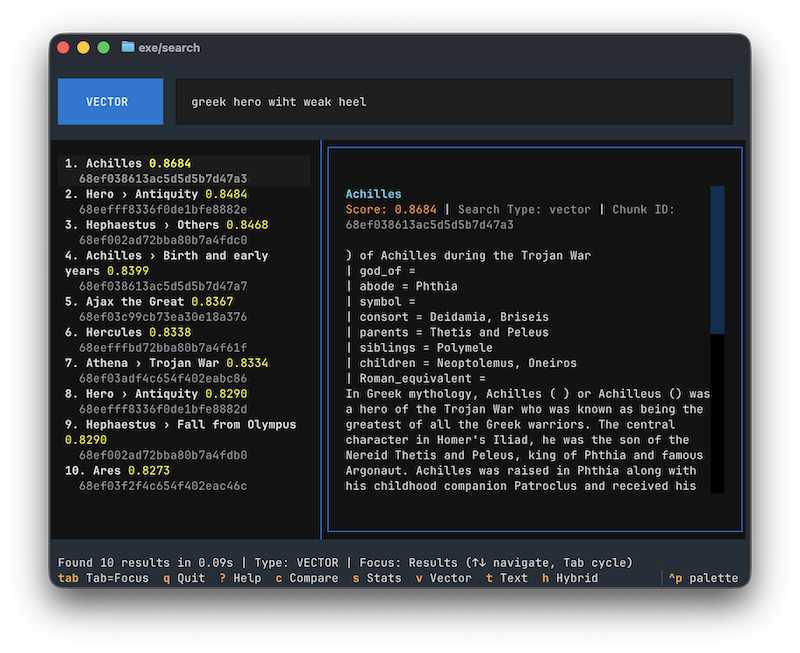 exe/search
VECTOR
greek hero wiht weak heel
1. Achilles 0.8684
68ef038613ac5d5d5b7d47a3
2. Hero › Antiquity 0.8484
68eefff8336f0de1bfe8882e
3. Hephaestus › Others 0.8468
68ef002ad72bba80b7a4fdc0
4. Achilles › Birth and early
years 0.8399
68ef038613ac5d5d5b7d47a7
5. Ajax the Great 0.8367
68ef03c99cb73ea30e18a376
6. Hercules 0.8338
68eefffbd72bba80b7a4f61f
7. Athena › Trojan War 0.8334
68ef03adf4c654f402eabc86
8. Hero › Antiquity 0.8290
68eefff8336f0de1bfe8882d
9. Hephaestus › Fall from Olympus
0.8290
68ef002ad72bba80b7a4fdb0
10. Ares 0.8273
68ef03f2f4c654f402eac46c
Achilles
Score: 0.8684 | Search Type: vector | Chunk ID:
68ef038613ac5d5d5b7d47a3
) of Achilles during the Trojan War
| god_of =
| abode = Phthia
| symbol =
| consort = Deidamia, Briseis
| parents = Thetis and Peleus
| siblings = Polymele
| children = Neoptolemus, Oneiros
| Roman_equivalent =
In Greek mythology, Achilles ( ) or Achilleus () was
a hero of the Trojan War who was known as being the
greatest of all the Greek warriors. The central
character in Homer's Iliad, he was the son of the
Nereid Thetis and Peleus, king of Phthia and famous
Argonaut. Achilles was raised in Phthia along with
his childhood companion Patroclus and received his
Found 10 results in 0.09s | Type: VECTOR | Focus: Results (↑↓ navigate, Tab cycle)
tab Tab=Focus q Quit ? Help c Compare s Stats v Vector t Text h Hybrid ^p palette